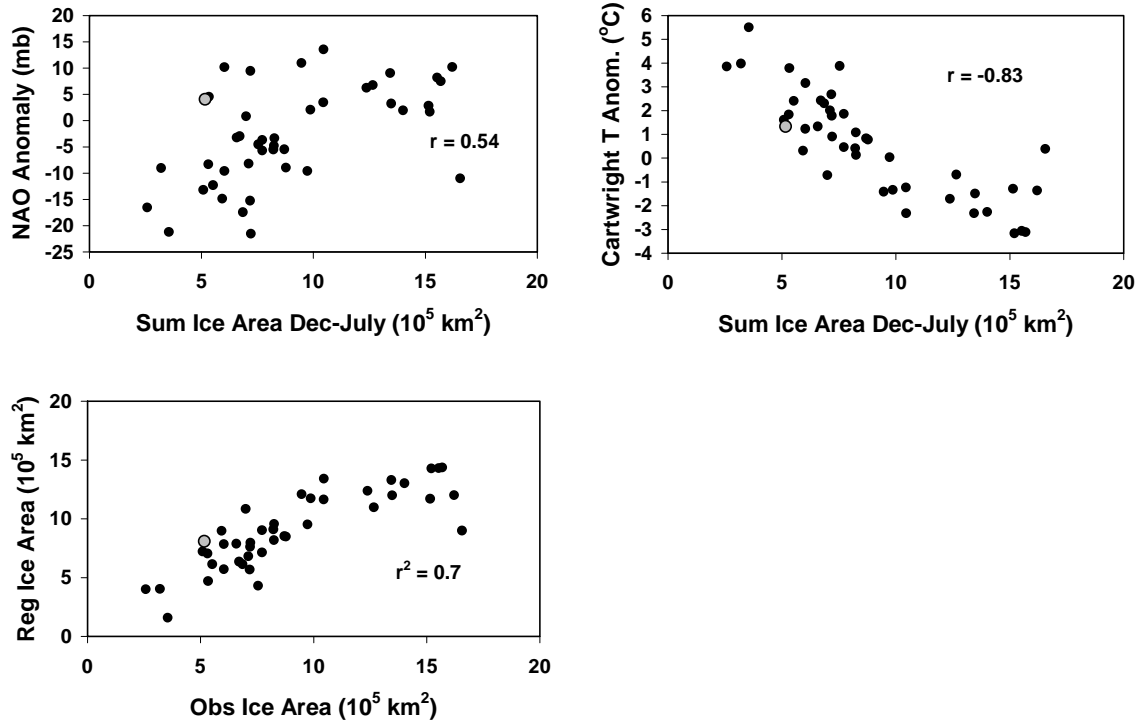 NAO Anomaly (mb)
20
15
10
5
0
-5
-10
-15
-20
-25
r = 0.54
0 5 10 15 20
Sum Ice Area Dec-July (10⁵ km²)
Cartwright T Anom. (°C)
6
5
4
3
2
1
0
-1
-2
-3
-4
r = -0.83
0 5 10 15 20
Sum Ice Area Dec-July (10⁵ km²)
Reg Ice Area (10⁵ km²)
20
15
10
5
0
r² = 0.7
0 5 10 15 20
Obs Ice Area (10⁵ km²)